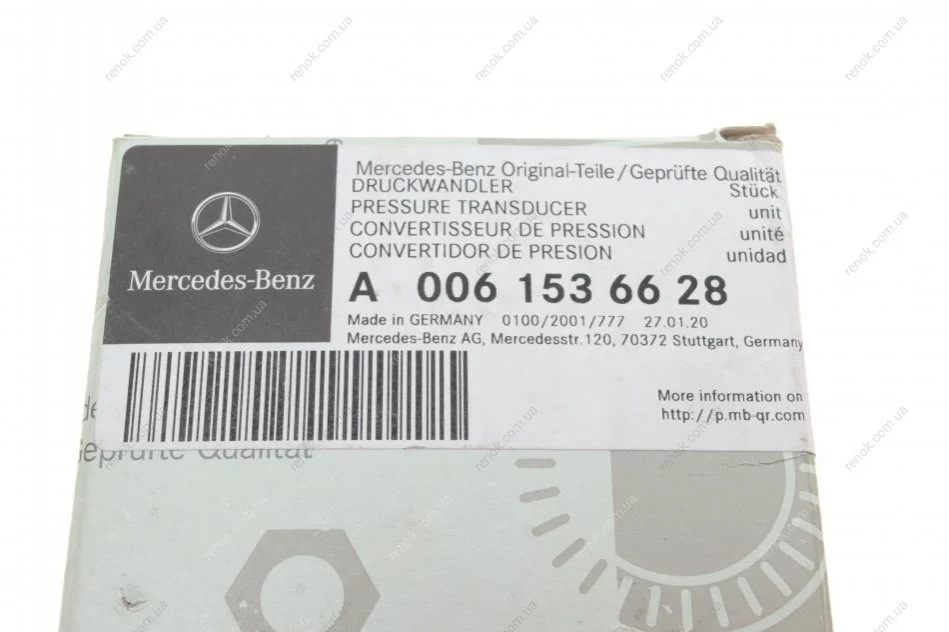 Mercedes-Benz
Mercedes-Benz Original-Teile/Geprüfte Qualität
DRUCKWANDLER Stück
PRESSURE TRANSDUCER unit
CONVERTISSEUR DE PRESSION unité
CONVERTIDOR DE PRESION unidad
A 006 153 66 28
Made in GERMANY 0100/2001/777 27.01.20
Mercedes-Benz AG, Mercedesstr.120, 70372 Stuttgart, Germany
More information on
http://p.mb-qr.com
Geprüfte Qualität
renok.com.ua